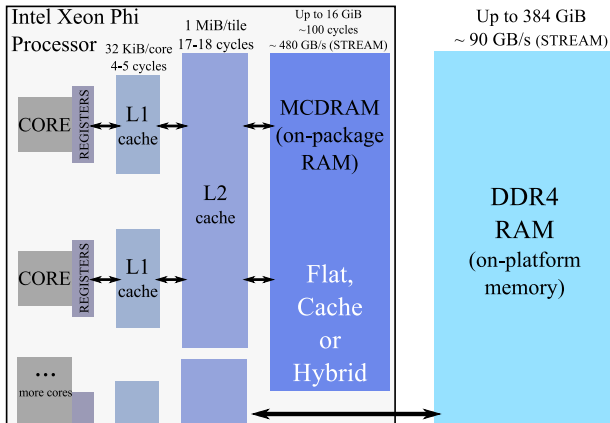 Intel Xeon Phi
Processor
32 KiB/core
4-5 cycles
1 MiB/tile
17-18 cycles
Up to 16 GiB
~100 cycles
~ 480 GB/s (STREAM)
Up to 384 GiB
~ 90 GB/s (STREAM)
CORE
REGISTERS
L1
cache
L2
cache
MCDRAM
(on-package
RAM)
DDR4
RAM
(on-platform
memory)
CORE
REGISTERS
L1
cache
Flat,
Cache
or
Hybrid
...
more cores